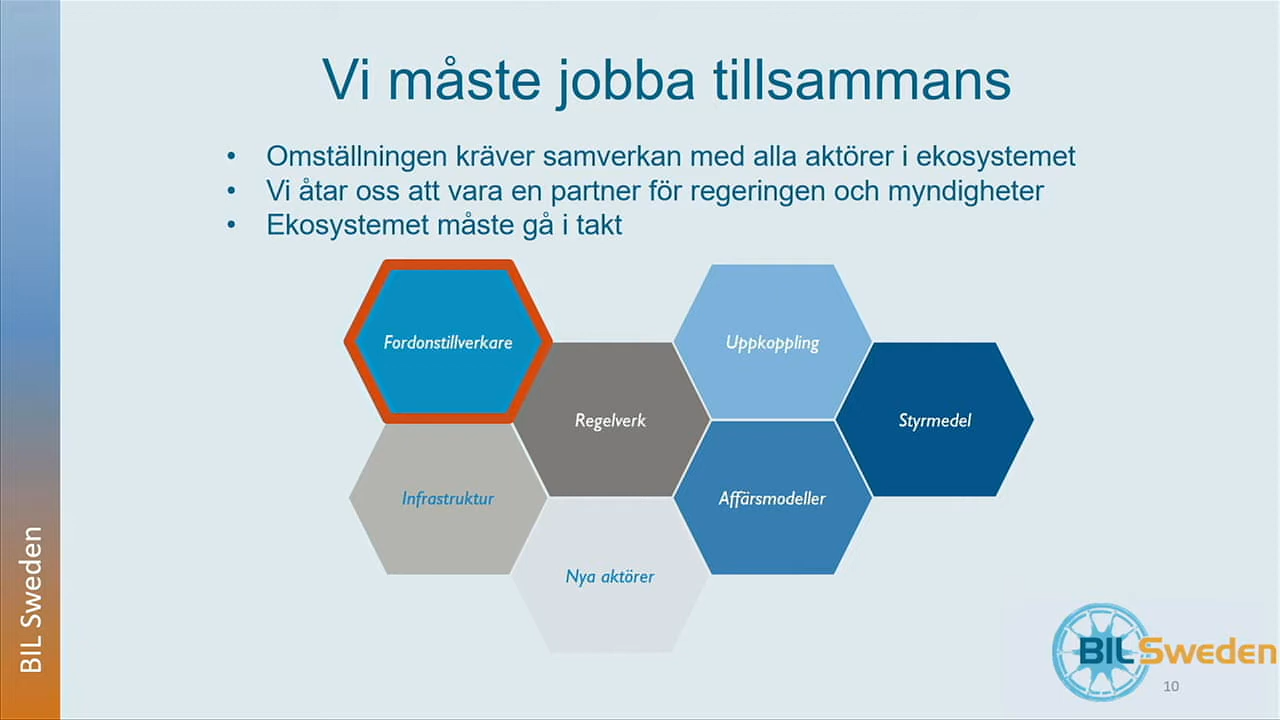 Vi måste jobba tillsammans
• Omställningen kräver samverkan med alla aktörer i ekosystemet
• Vi åtar oss att vara en partner för regeringen och myndigheter
• Ekosystemet måste gå i takt
Fordonstillverkare
Uppkoppling
Regelverk
Styrmedel
Infrastruktur
Affärsmodeller
Nya aktörer
BIL Sweden
BIL Sweden
10